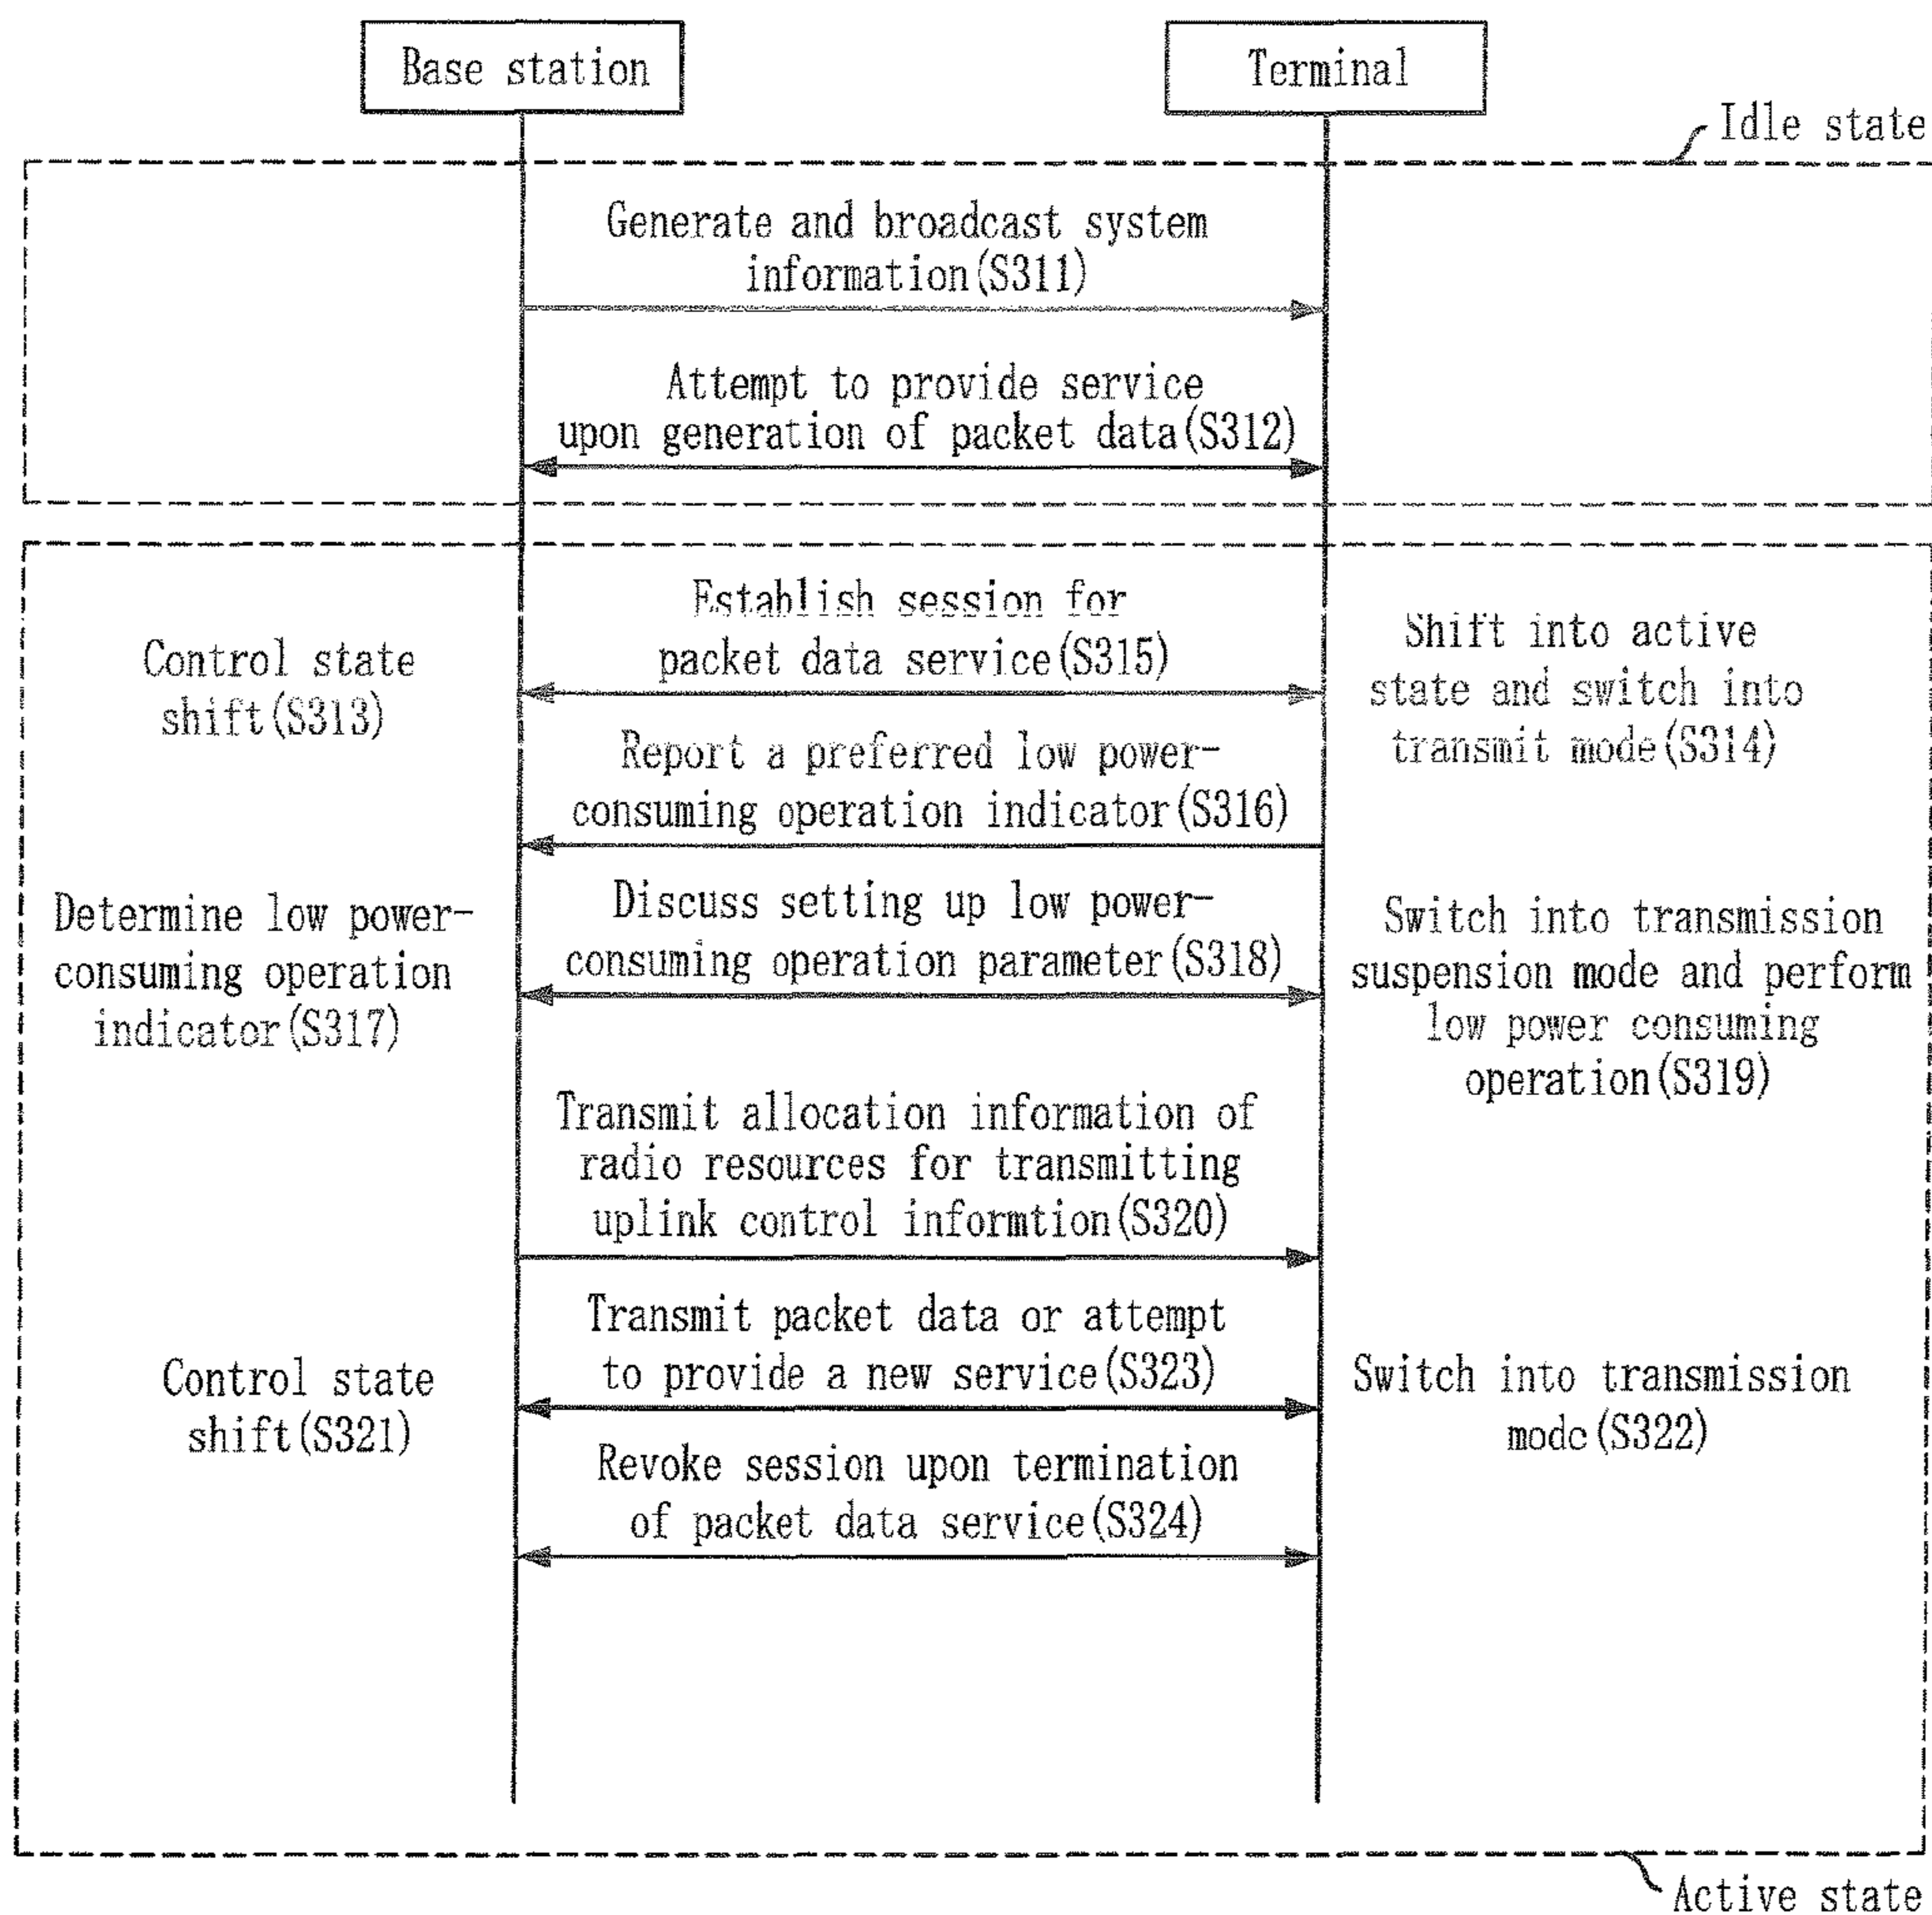 Base station
Terminal
Idle state
Generate and broadcast system
information(S311)
Attempt to provide service
upon generation of packet data(S312)
Control state
shift(S313)
Establish session for
packet data service(S315)
Shift into active
state and switch into
transmit mode(S314)
Report a preferred low power-
consuming operation indicator(S316)
Determine low power-
consuming operation
indicator(S317)
Discuss setting up low power-
consuming operation parameter(S318)
Switch into transmission
suspension mode and perform
low power consuming
operation(S319)
Transmit allocation information of
radio resources for transmitting
uplink control informtion(S320)
Control state
shift(S321)
Transmit packet data or attempt
to provide a new service(S323)
Switch into transmission
mode(S322)
Revoke session upon termination
of packet data service(S324)
Active state